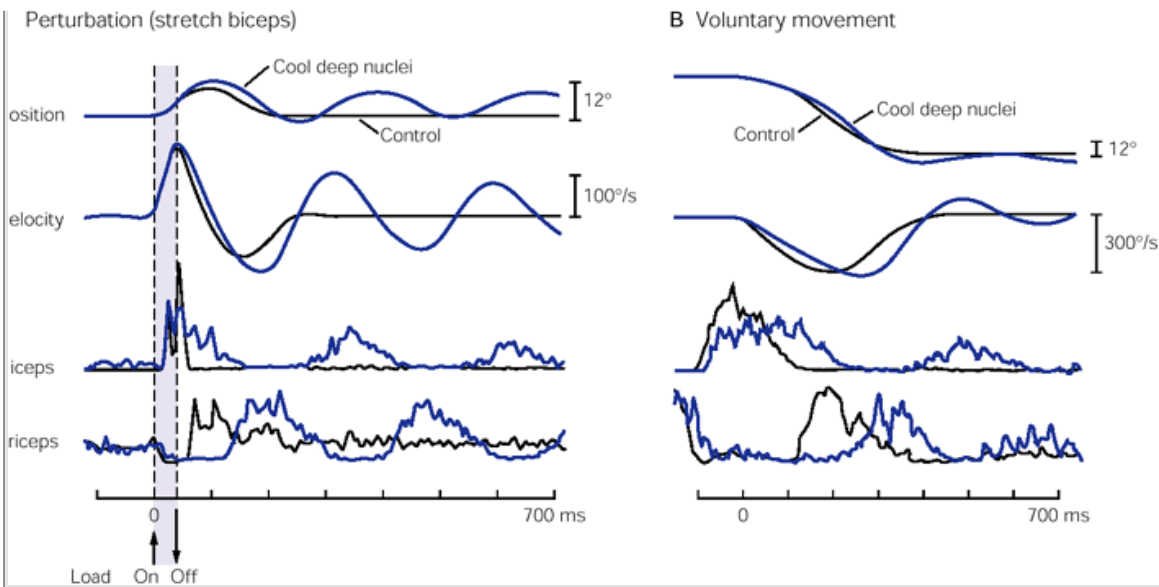 Perturbation (stretch biceps)
Cool deep nuclei
Control
osition
12°
elocity
100°/s
iceps
riceps
0
700 ms
Load
On
Off
B Voluntary movement
Control
Cool deep nuclei
12°
300°/s
0
700 ms